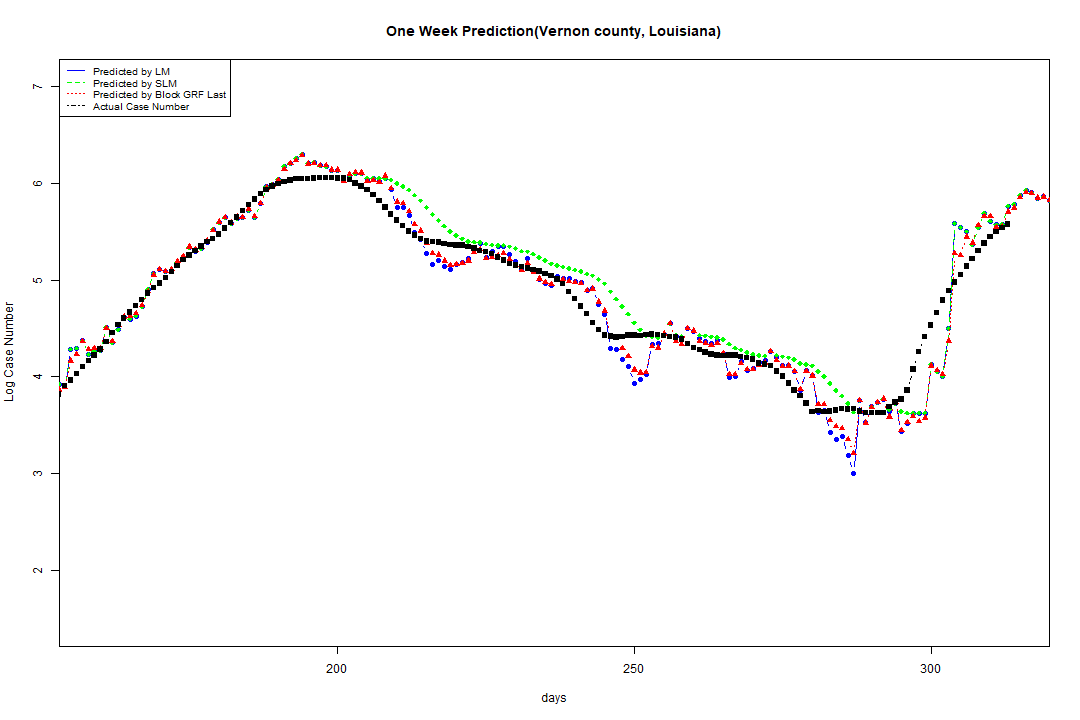 One Week Prediction(Vernon county, Louisiana)
Predicted by LM
Predicted by SLM
Predicted by Block GRF Last
Actual Case Number
7
6
5
4
3
2
Log Case Number
200
250
300
days